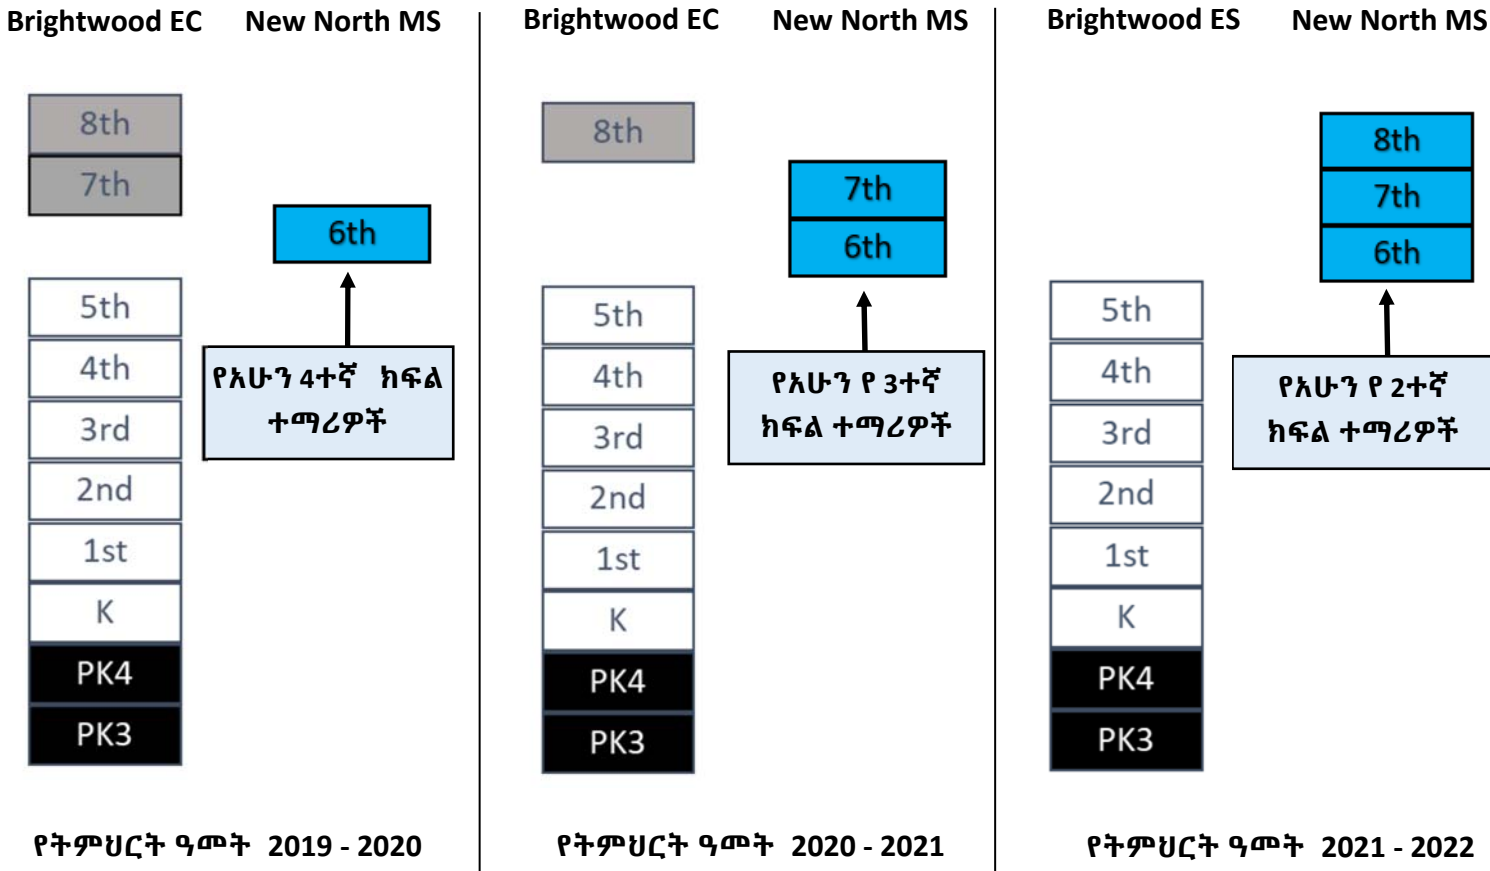 Brightwood EC
New North MS
8th
7th
6th
5th
4th
3rd
2nd
1st
K
PK4
PK3
የአሁን 4ተኛ ክፍል
ተማሪዎች
የትምህርት ዓመት 2019 - 2020
Brightwood EC
New North MS
8th
7th
6th
5th
4th
3rd
2nd
1st
K
PK4
PK3
የአሁን የ 3ተኛ
ክፍል ተማሪዎች
የትምህርት ዓመት 2020 - 2021
Brightwood ES
New North MS
8th
7th
6th
5th
4th
3rd
2nd
1st
K
PK4
PK3
የአሁን የ 2ተኛ
ክፍል ተማሪዎች
የትምህርት ዓመት 2021 - 2022